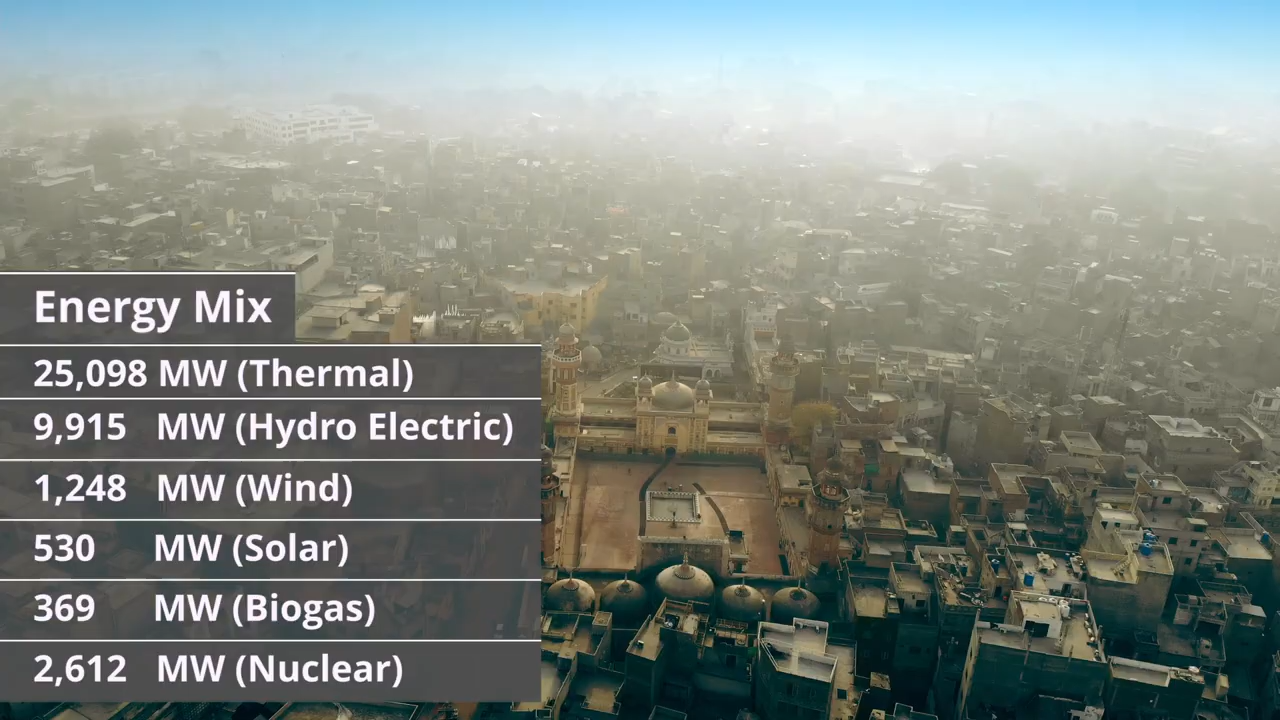 Energy Mix
25,098 MW (Thermal)
9,915 MW (Hydro Electric)
1,248 MW (Wind)
530 MW (Solar)
369 MW (Biogas)
2,612 MW (Nuclear)